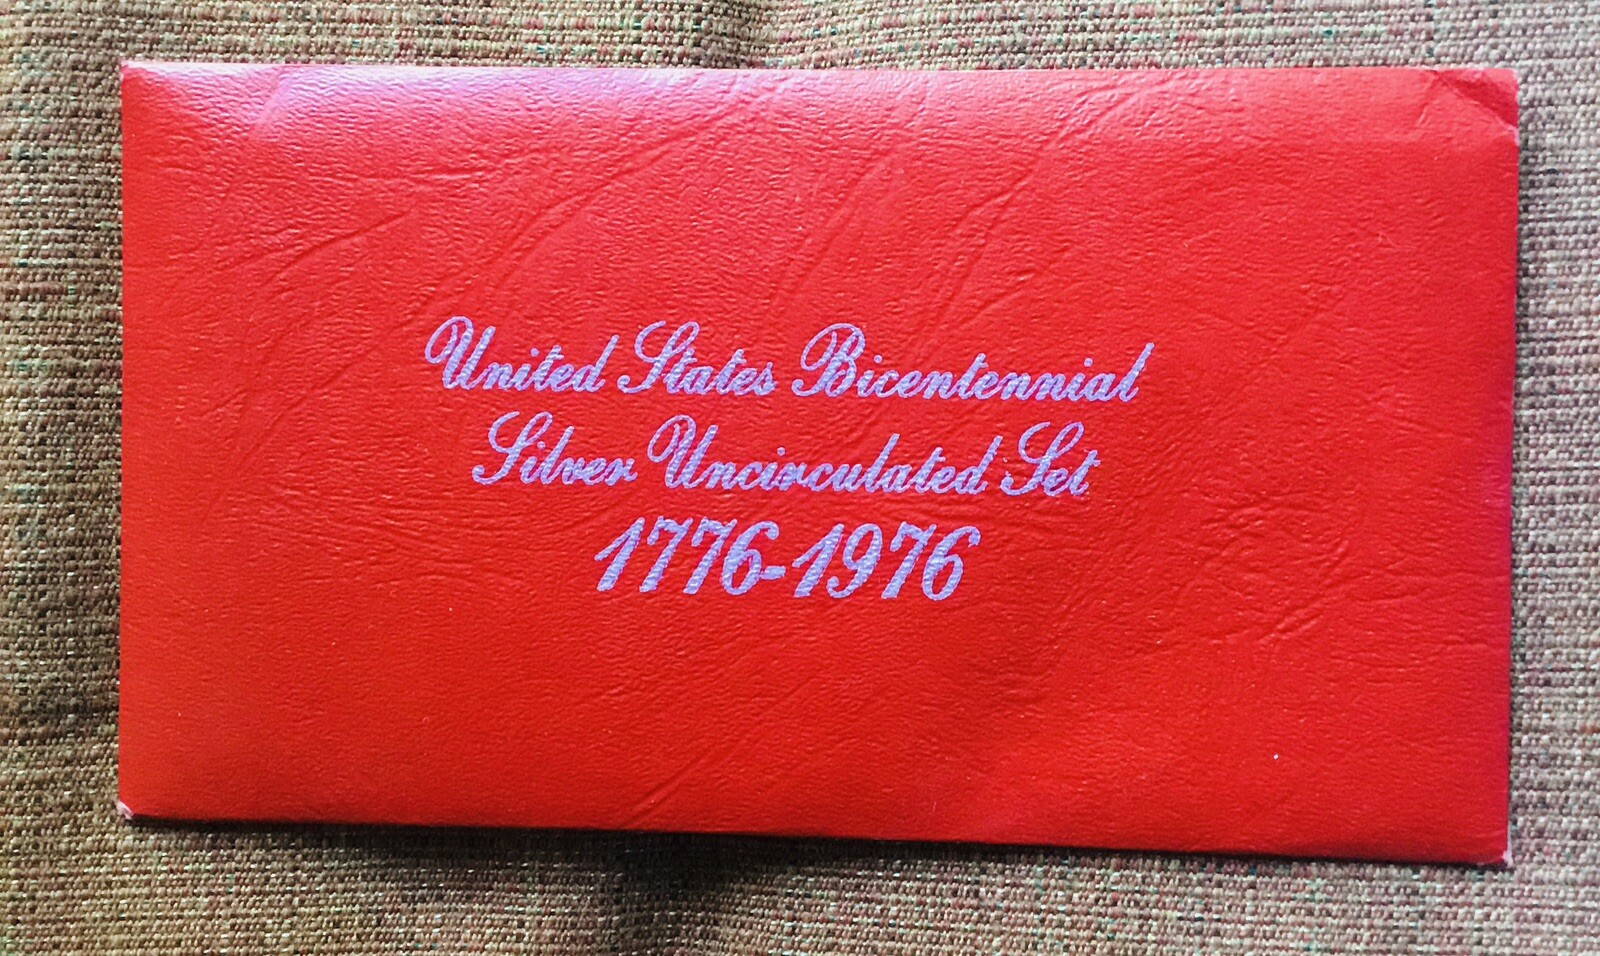 United States Bicentennial
Silver Uncirculated Set
1776-1976